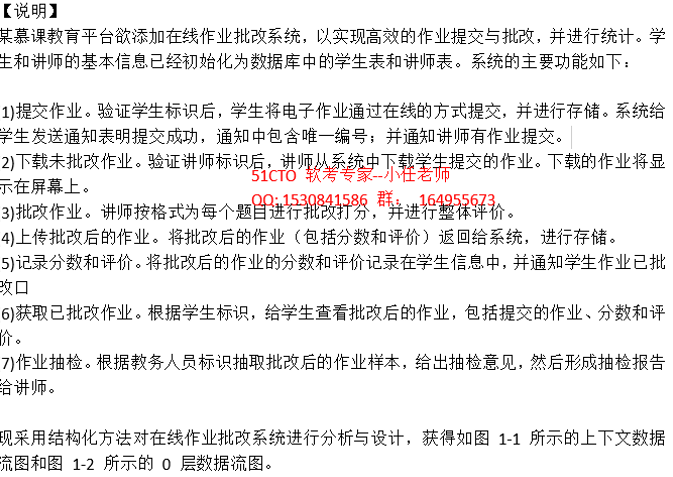 【说明】
某慕课教育平台欲添加在线作业批改系统，以实现高效的作业提交与批改，并进行统计。学
生和讲师的基本信息已经初始化为数据库中的学生表和讲师表。系统的主要功能如下：
1)提交作业。验证学生标识后，学生将电子作业通过在线的方式提交，并进行存储。系统给
学生发送通知表明提交成功，通知中包含唯一编号；并通知讲师有作业提交。
2)下载未批改作业。验证讲师标识后，讲师从系统中下载学生提交的作业。下载的作业将显
示在屏幕上。
51CTO 软考专家--小任老师
QQ: 1530841586 群： 164955673
3)批改作业。讲师按格式为每个题目进行批改打分，并进行整体评价。
4)上传批改后的作业。将批改后的作业（包括分数和评价）返回给系统，进行存储。
5)记录分数和评价。将批改后的作业的分数和评价记录在学生信息中，并通知学生作业已批
改口
6)获取已批改作业。根据学生标识，给学生查看批改后的作业，包括提交的作业、分数和评
价。
7)作业抽检。根据教务人员标识抽取批改后的作业样本，给出抽检意见，然后形成抽检报告
给讲师。
现采用结构化方法对在线作业批改系统进行分析与设计，获得如图 1-1 所示的上下文数据
流图和图 1-2 所示的 0 层数据流图。